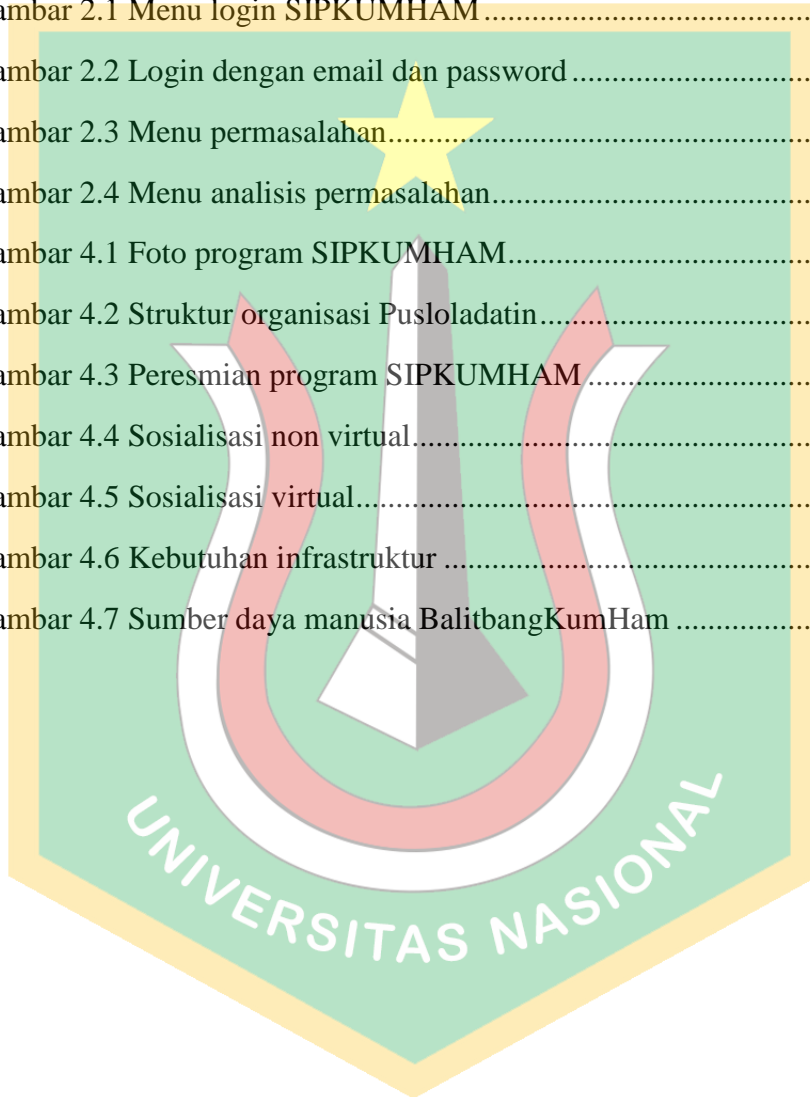 ambar 2.1 Menu login SIPKUMHAM................................................
ambar 2.2 Login dengan email dan password..............................
ambar 2.3 Menu permasalahan.....................................................
ambar 2.4 Menu analisis permasalahan........................................
ambar 4.1 Foto program SIPKUMHAM......................................
ambar 4.2 Struktur organisasi Pusloladatin..................................
ambar 4.3 Peresmian program SIPKUMHAM............................
ambar 4.4 Sosialisasi non virtual..................................................
ambar 4.5 Sosialisasi virtual.........................................................
ambar 4.6 Kebutuhan infrastruktur..............................................
ambar 4.7 Sumber daya manusia BalitbangKumHam.................
UNIVERSITAS NASIONAL